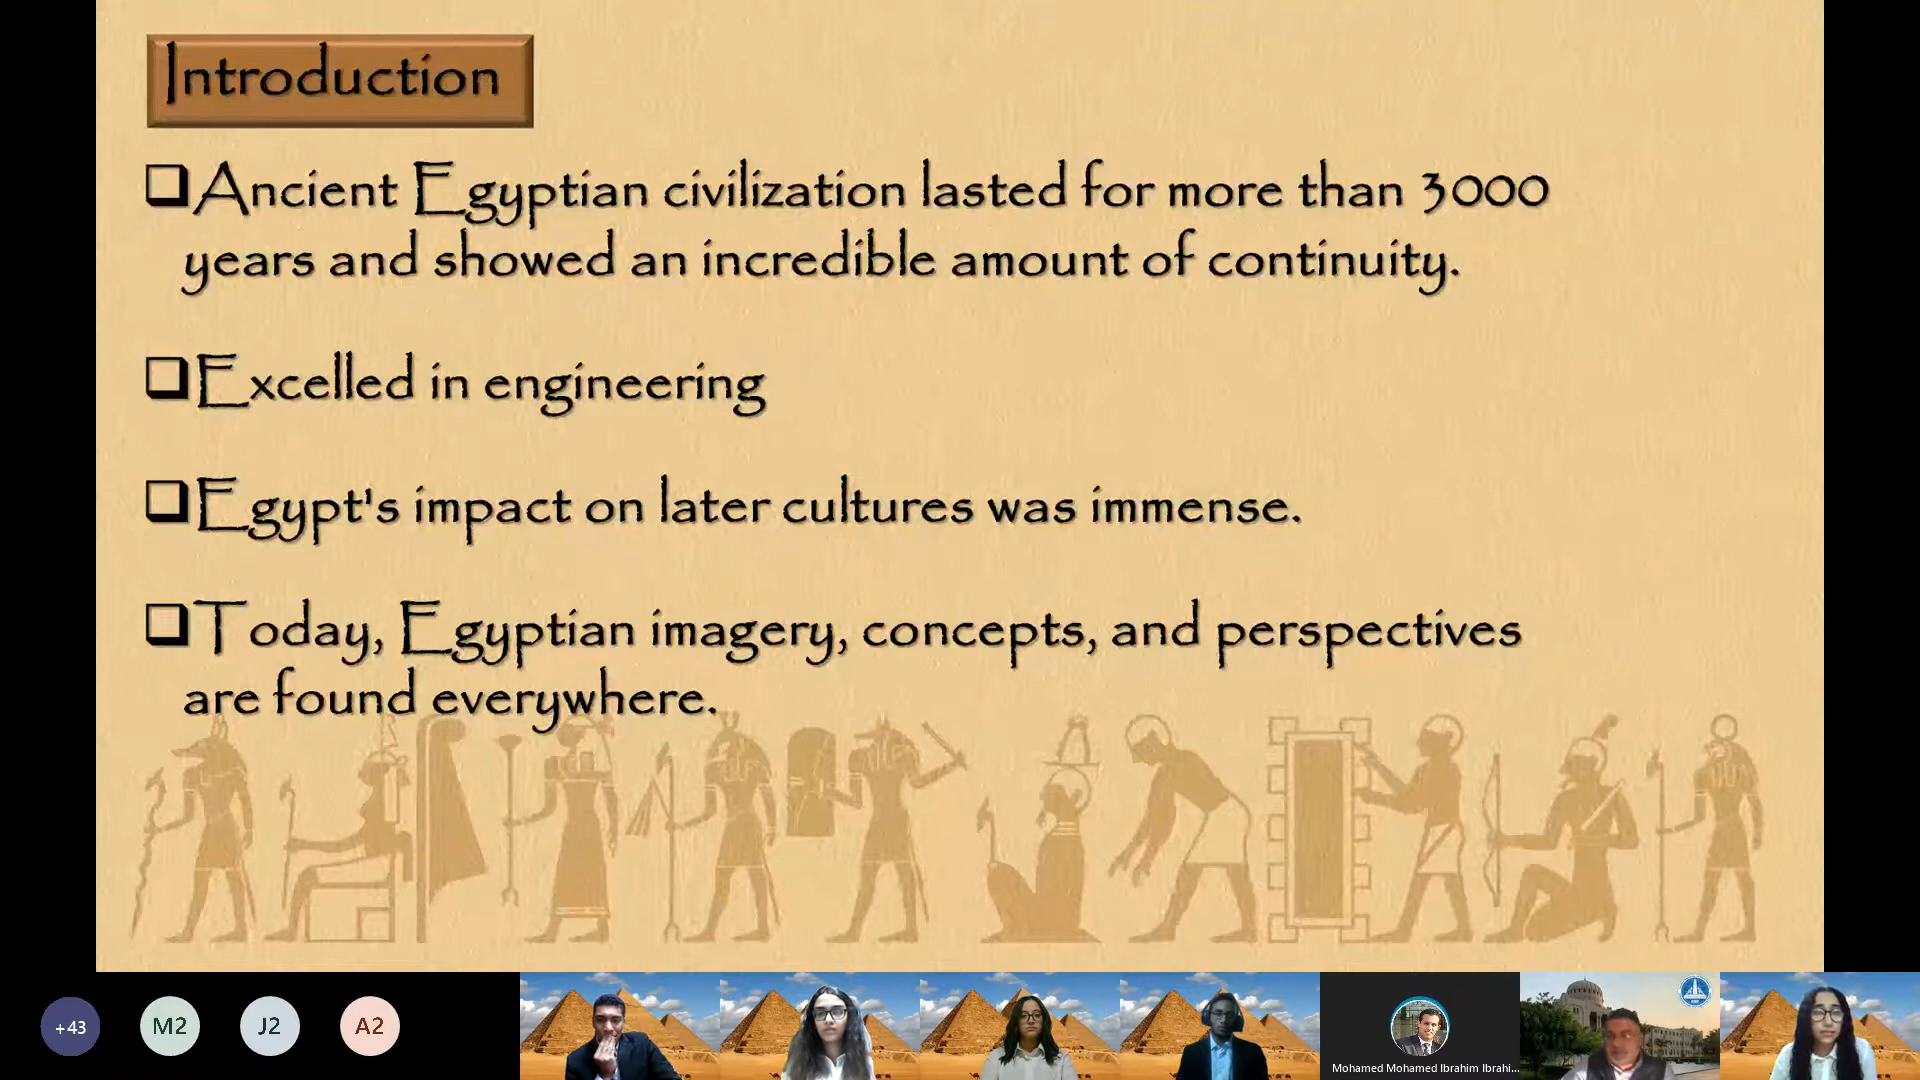 Introduction
Ancient Egyptian civilization lasted for more than 3000
years and showed an incredible amount of continuity.
Excelled in engineering
Egypt's impact on later cultures was immense.
Today, Egyptian imagery, concepts, and perspectives
are found everywhere.
+43
M2
J2
A2
Mohamed Mohamed Ibrahim Ibrahi...